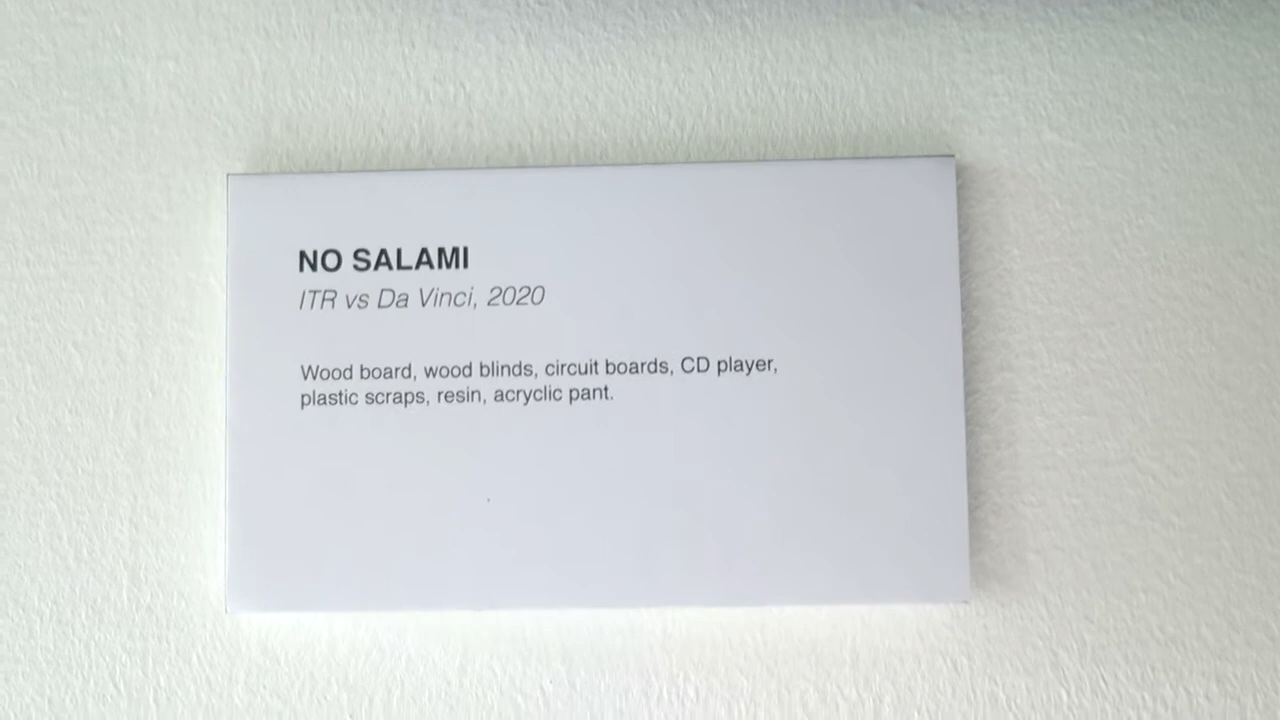 NO SALAMI
ITR vs Da Vinci, 2020
Wood board, wood blinds, circuit boards, CD player,
plastic scraps, resin, acryclic pant.